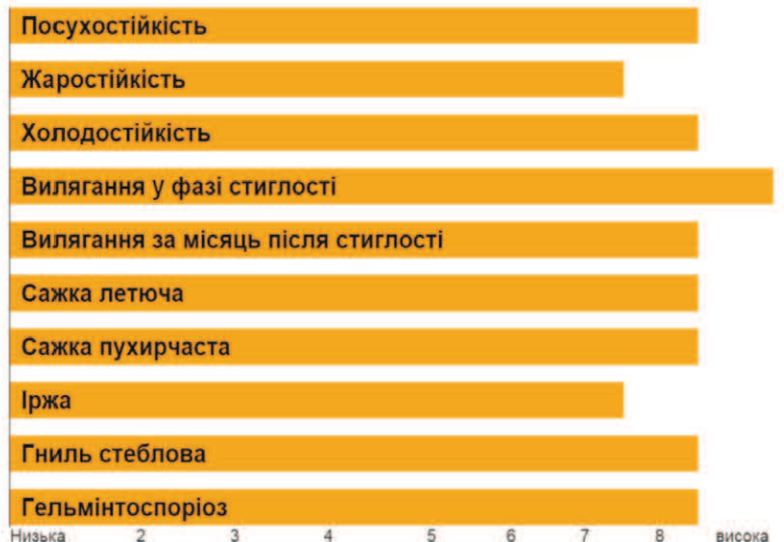 Посухостійкість
Жаростійкість
Холодостійкість
Вилягання у фазі стиглості
Вилягання за місяць після стиглості
Сажка летюча
Сажка пухирчаста
Іржа
Гниль стеблова
Гельмінтоспоріоз
Низька 2 3 4 5 6 7 8 висока